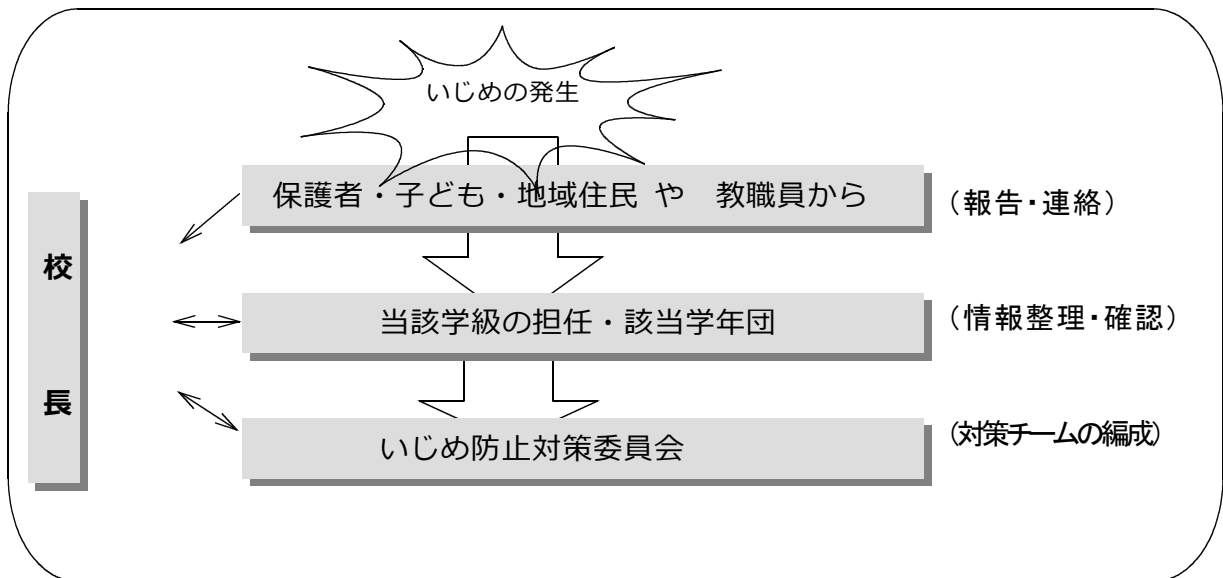 いじめの発生
保護者・子ども・地域住民 や　教職員から
（報告・連絡）
校長
当該学級の担任・該当学年団
（情報整理・確認）
いじめ防止対策委員会
（対策チームの編成）